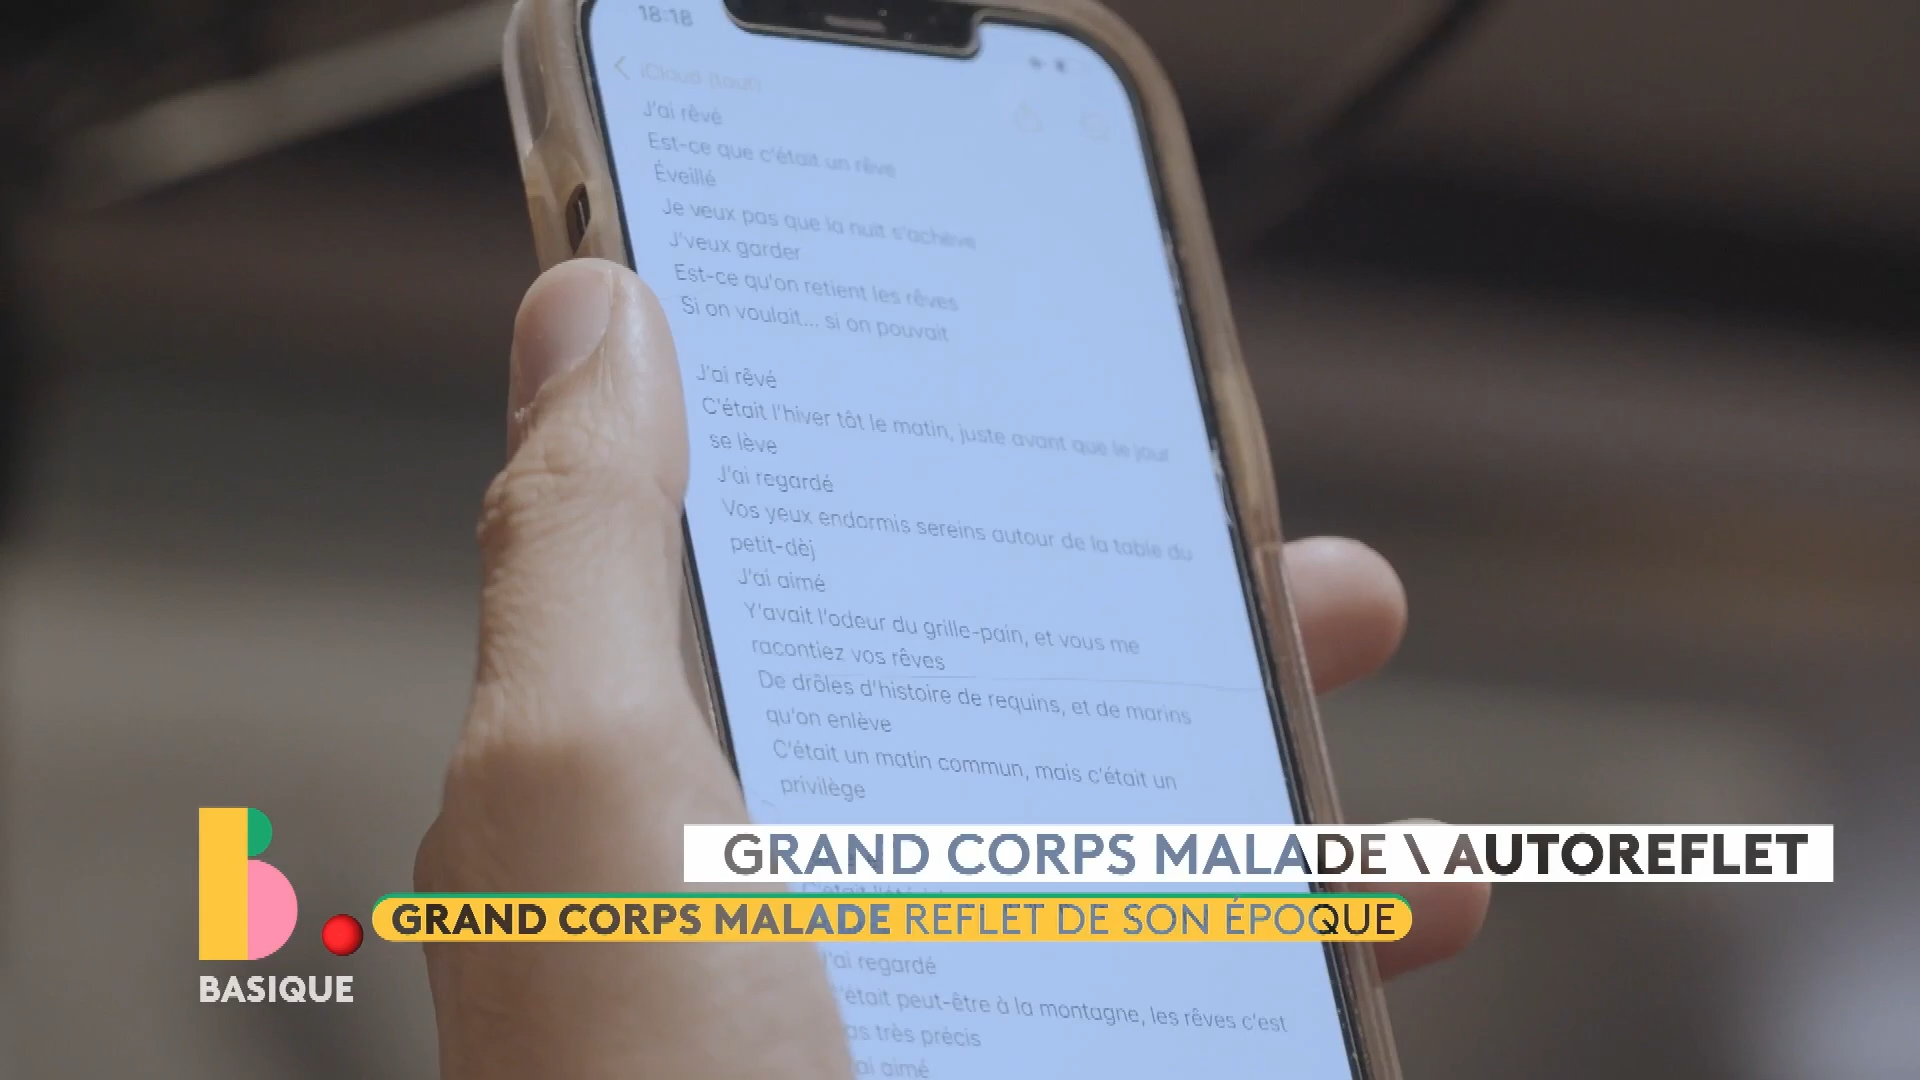 18:18
iCloud (tout)
J'ai rêvé
Est-ce que c'était un rêve
Éveillé
Je veux pas que la nuit s'achève
J'veux garder
Est-ce qu'on retient les rêves
Si on voulait... si on pouvait
J'ai rêvé
C'était l'hiver tôt le matin, juste avant que le jour
se lève
J'ai regardé
Vos yeux endormis sereins autour de la table du
petit-déj
J'ai aimé
Y'avait l'odeur du grille-pain, et vous me
racontiez vos rêves
De drôles d'histoire de requins, et de marins
qu'on enlève
C'était un matin commun, mais c'était un
privilège
GRAND CORPS MALADE \ AUTOREFLET
C'était
GRAND CORPS MALADE REFLET DE SON ÉPOQUE
B.
BASIQUE
J'ai regardé
C'était peut-être à la montagne, les rêves c'est
très précis
J'ai aimé